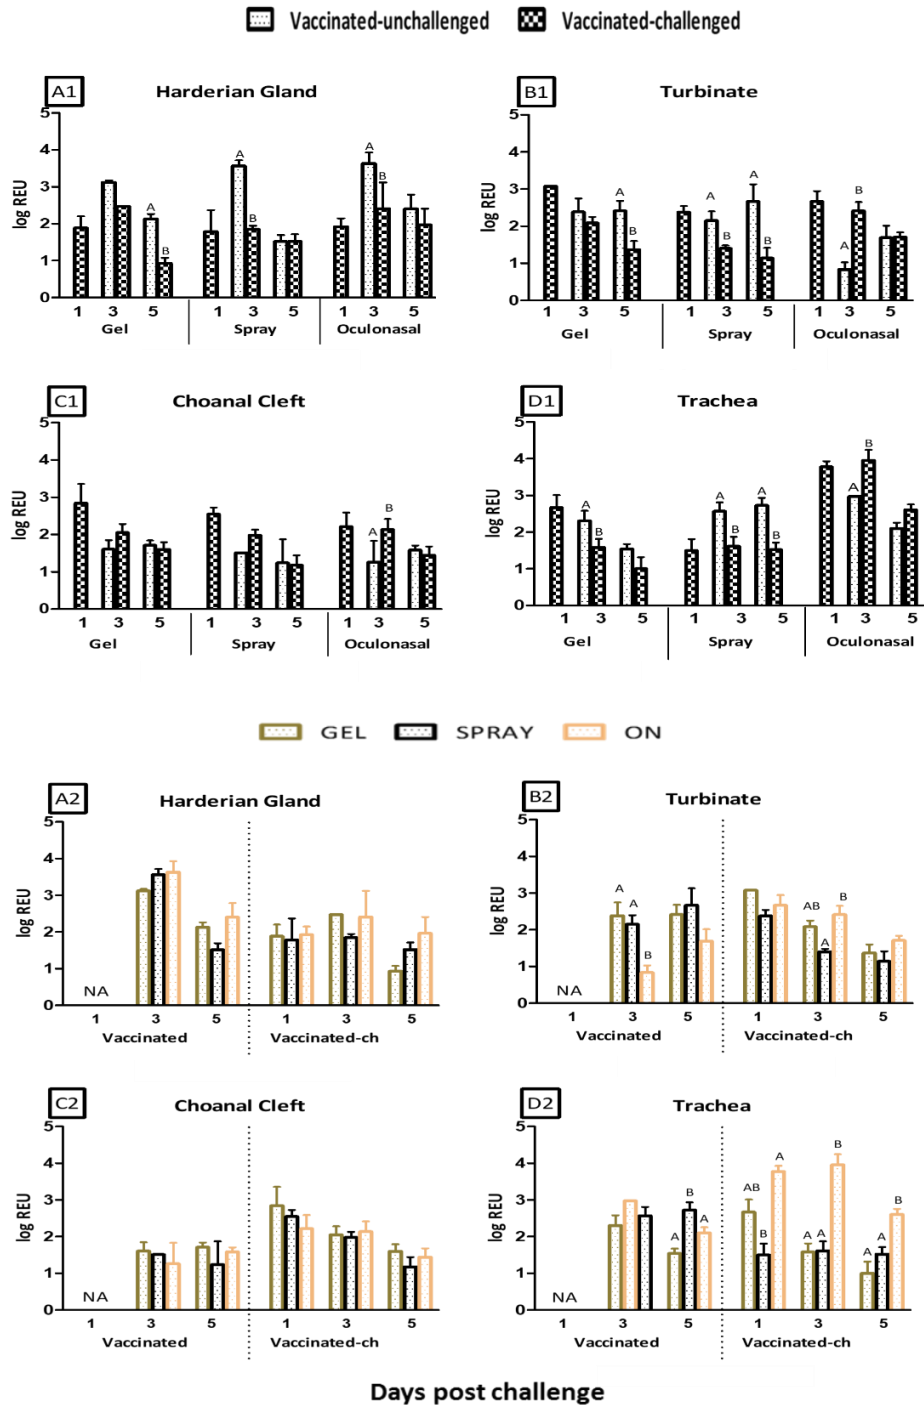 Vaccinated-unchallenged Vaccinated-challenged
A1 Harderian Gland
5
4
3
2
1
0
log REU
A A B A B
1 3 5 1 3 5 1 3 5
Gel Spray Oculonasal
B1 Turbinate
5
4
3
2
1
0
log REU
A B A B A B A B
1 3 5 1 3 5 1 3 5
Gel Spray Oculonasal
C1 Choanal Cleft
5
4
3
2
1
0
log REU
A B
1 3 5 1 3 5 1 3 5
Gel Spray Oculonasal
D1 Trachea
5
4
3
2
1
0
log REU
A B A B A B A B
1 3 5 1 3 5 1 3 5
Gel Spray Oculonasal
GEL SPRAY ON
A2 Harderian Gland
5
4
3
2
1
0
log REU
NA
1 3 5 1 3 5
Vaccinated Vaccinated-ch
B2 Turbinate
5
4
3
2
1
0
log REU
NA A A B AB A B
1 3 5 1 3 5
Vaccinated Vaccinated-ch
C2 Choanal Cleft
5
4
3
2
1
0
log REU
NA
1 3 5 1 3 5
Vaccinated Vaccinated-ch
D2 Trachea
5
4
3
2
1
0
log REU
NA A B A AB B A A A B A A B
1 3 5 1 3 5
Vaccinated Vaccinated-ch
Days post challenge